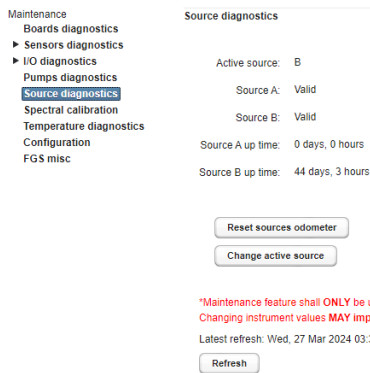 Maintenance
Boards diagnostics
Sensors diagnostics
I/O diagnostics
Pumps diagnostics
Source diagnostics
Spectral calibration
Temperature diagnostics
Configuration
FGS misc
Source diagnostics
Active source: B
Source A: Valid
Source B: Valid
Source A up time: 0 days, 0 hours
Source B up time: 44 days, 3 hours
Reset sources odometer
Change active source
*Maintenance feature shall ONLY be
Changing instrument values MAY
Latest refresh: Wed, 27 Mar 2024 03:
Refresh